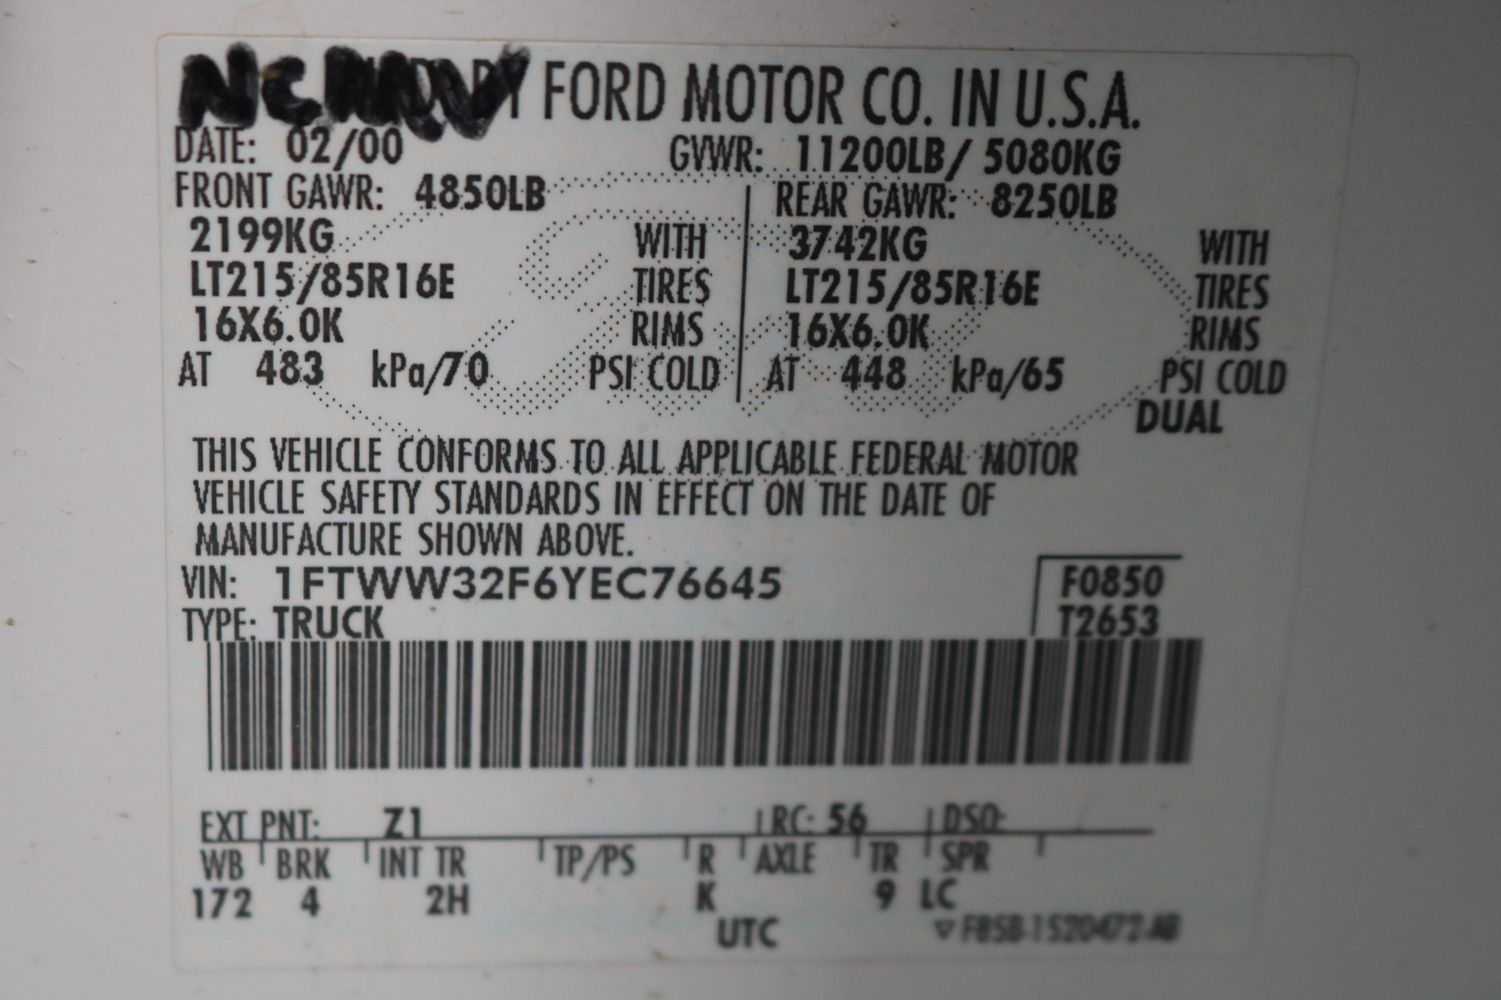 FORD MOTOR CO. IN U.S.A.
DATE: 02/00 GVWR: 11200LB/ 5080KG
FRONT GAWR: 4850LB REAR GAWR: 8250LB
2199KG WITH 3742KG WITH
LT215/85R16E TIRES LT215/85R16E TIRES
16X6.0K RIMS 16X6.0K RIMS
AT 483 kPa/70 PSI COLD AT 448 kPa/65 PSI COLD
DUAL
THIS VEHICLE CONFORMS TO ALL APPLICABLE FEDERAL MOTOR
VEHICLE SAFETY STANDARDS IN EFFECT ON THE DATE OF
MANUFACTURE SHOWN ABOVE.
VIN: 1FTWW32F6YEC76645 F0850
TYPE: TRUCK T2653
EXT PNT: Z1 RC: 56 DSO:
WB BRK INT TR TP/PS R AXLE TR SPR
172 4 2H K 9 LC
UTC ▽ F85B-1520472-AB